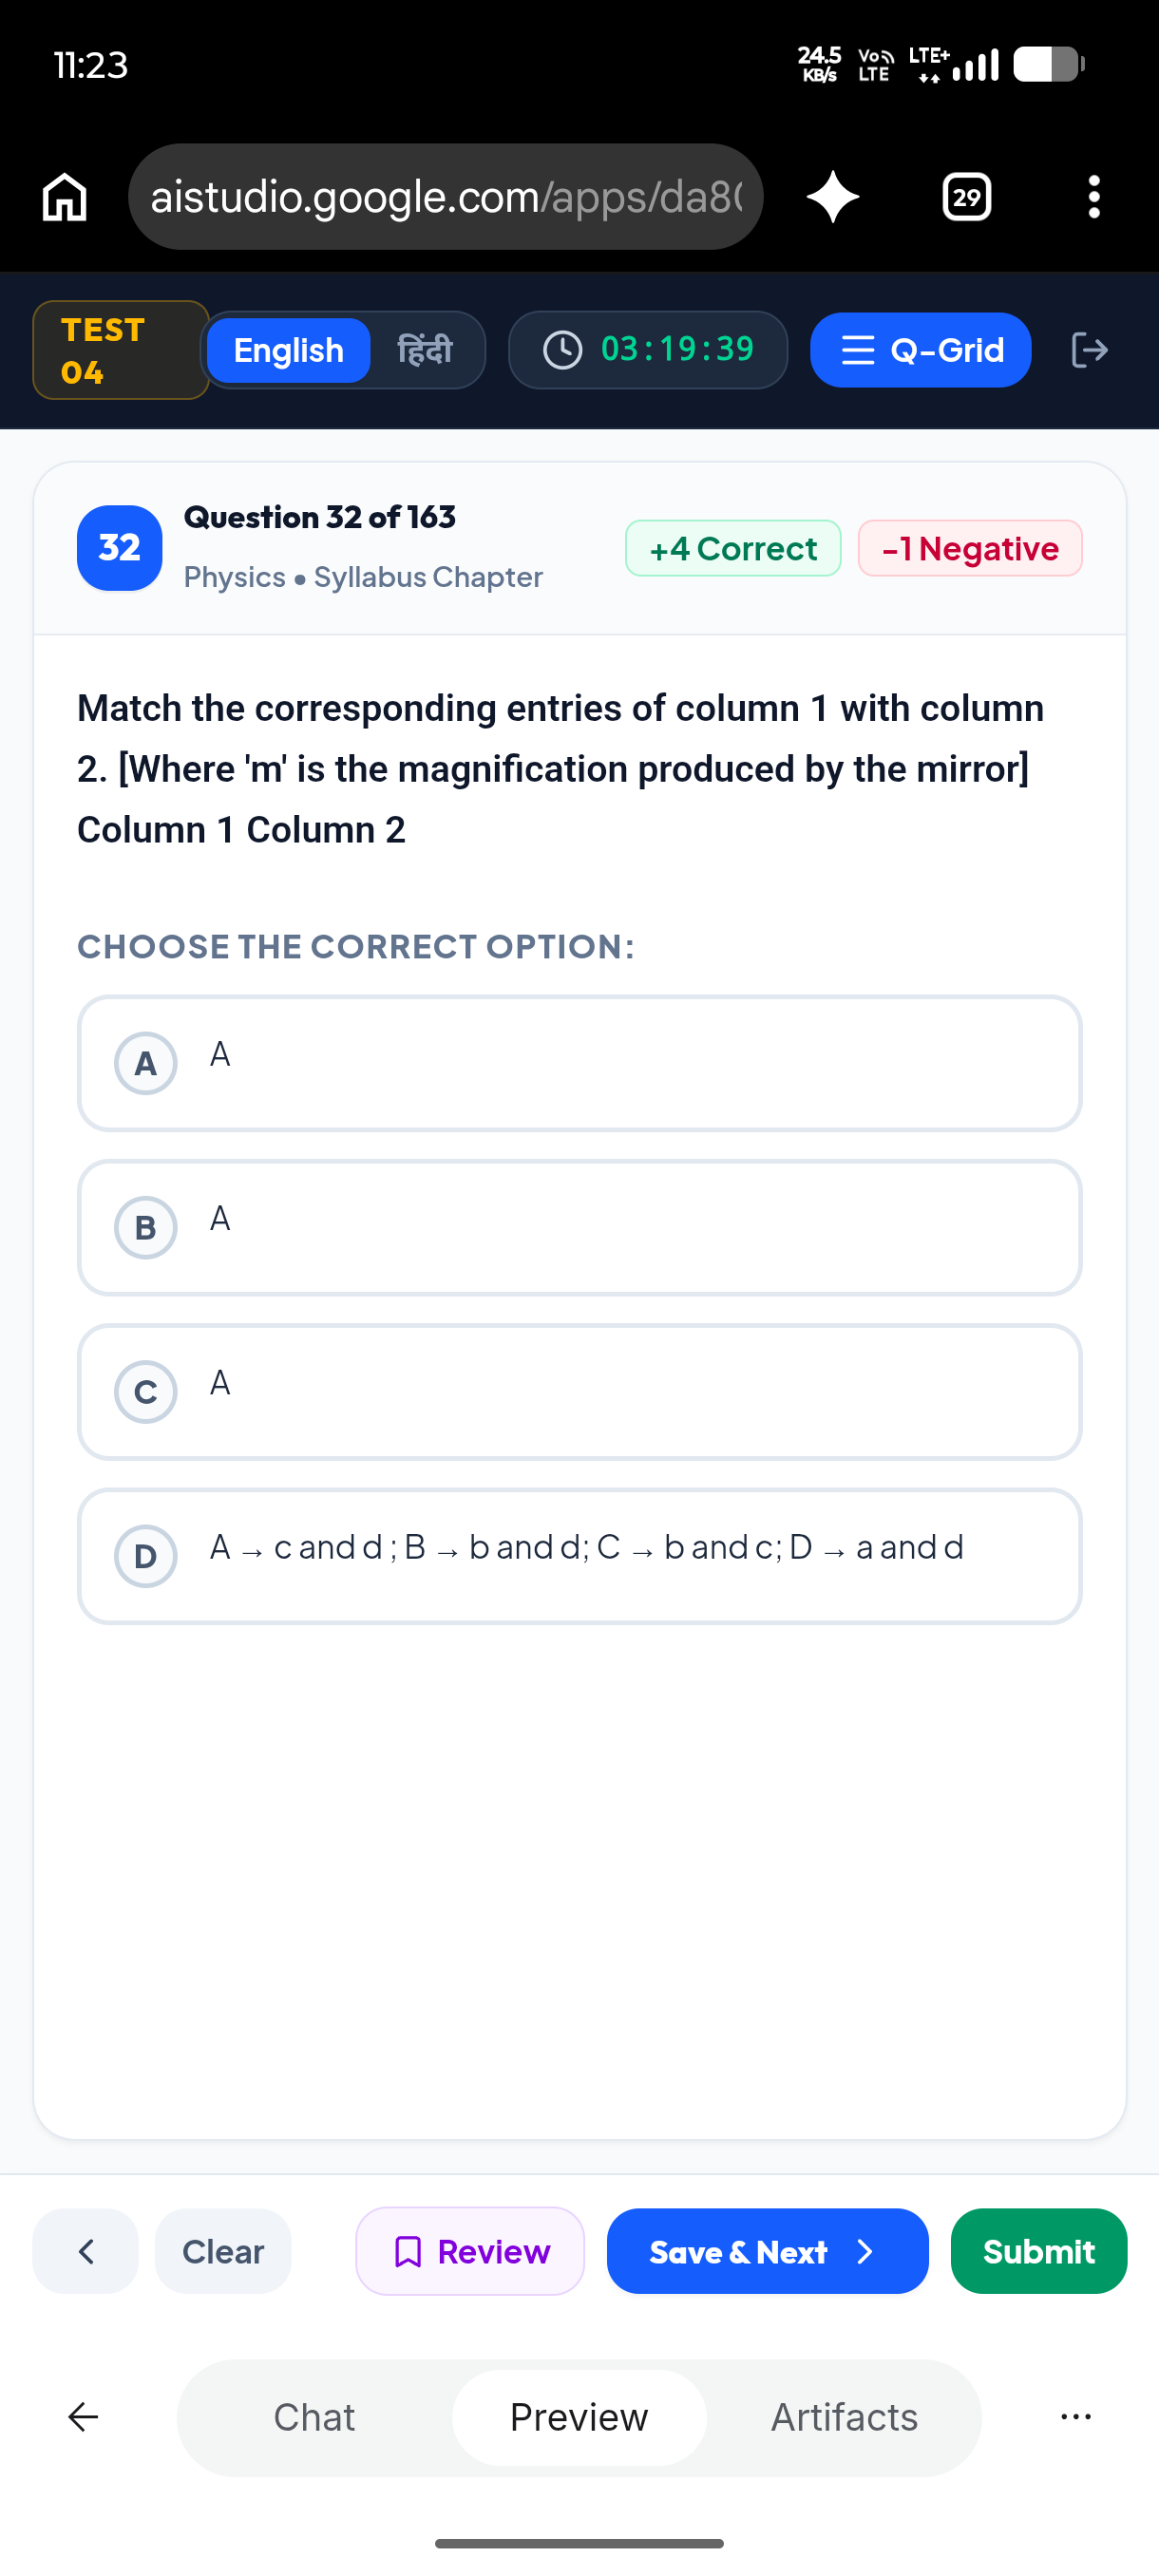 11:23
24.5 KB/s Vo LTE LTE+
aistudio.google.com/apps/da8
29
TEST 04
English
हिंदी
03:19:39
Q-Grid
32
Question 32 of 163
Physics • Syllabus Chapter
+4 Correct
-1 Negative
Match the corresponding entries of column 1 with column
2. [Where 'm' is the magnification produced by the mirror]
Column 1 Column 2
CHOOSE THE CORRECT OPTION:
A A
B A
C A
D A → c and d ; B → b and d; C → b and c; D → a and d
Clear
Review
Save & Next
Submit
Chat
Preview
Artifacts